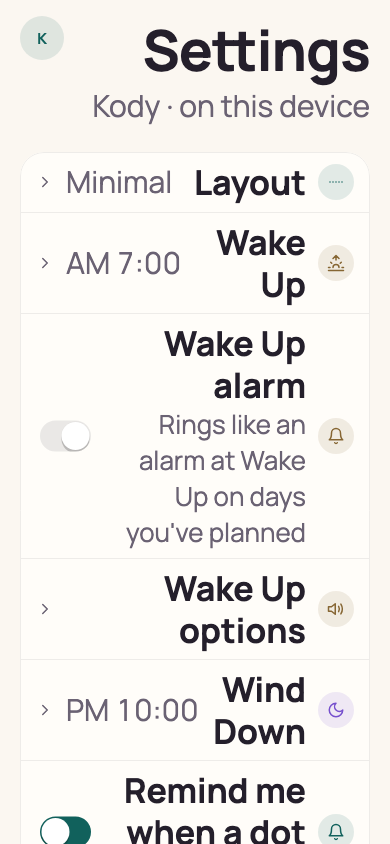 K
Settings
Kody · on this device
Layout
Minimal
Wake
Up
AM 7:00
Wake Up
alarm
Rings like an
alarm at Wake
Up on days
you've planned
Wake Up
options
Wind
Down
PM 10:00
Remind me
when a dot